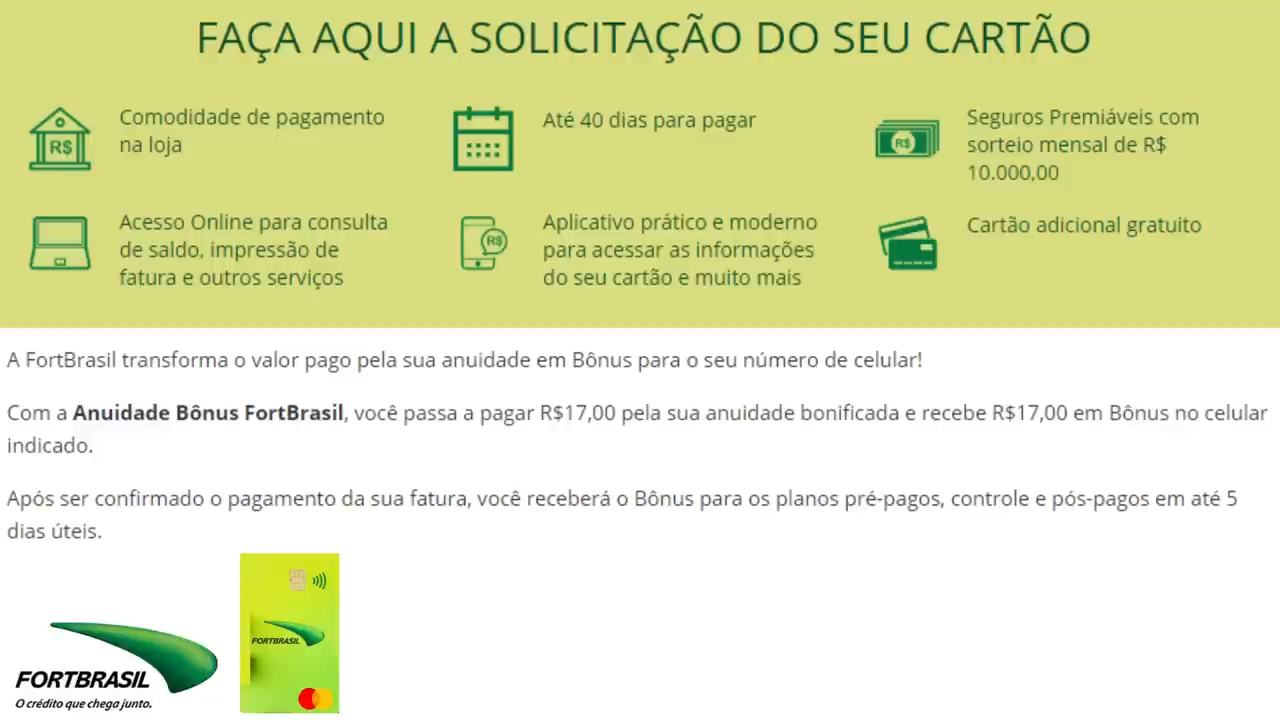 FAÇA AQUI A SOLICITAÇÃO DO SEU CARTÃO
R$
Comodidade de pagamento
na loja
Até 40 dias para pagar
R$
Seguros Premiáveis com
sorteio mensal de R$
10.000,00
Acesso Online para consulta
de saldo, impressão de
fatura e outros serviços
R$
Aplicativo prático e moderno
para acessar as informações
do seu cartão e muito mais
Cartão adicional gratuito
A FortBrasil transforma o valor pago pela sua anuidade em Bônus para o seu número de celular!
Com a Anuidade Bônus FortBrasil, você passa a pagar R$17,00 pela sua anuidade bonificada e recebe R$17,00 em Bônus no celular
indicado.
Após ser confirmado o pagamento da sua fatura, você receberá o Bônus para os planos pré-pagos, controle e pós-pagos em até 5
dias úteis.
FORTBRASIL
O crédito que chega junto.
FORTBRASIL